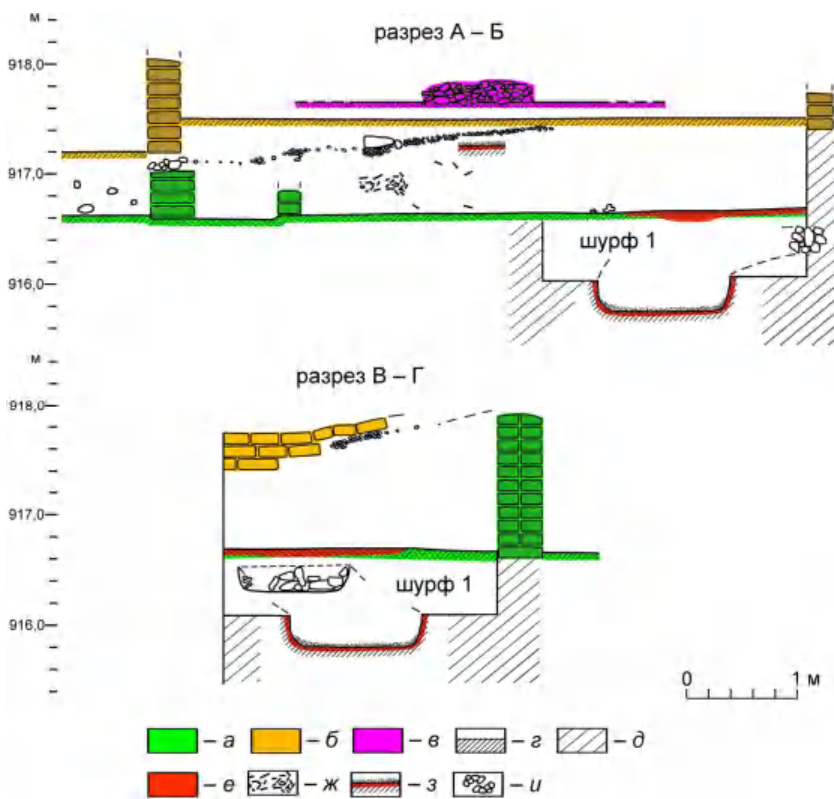 м
разрез А – Б
918,0
917,0
шурф 1
916,0
м
разрез В – Г
918,0
917,0
шурф 1
916,0
0 1 м
– а – б – в – г – д
– е – ж – з – и